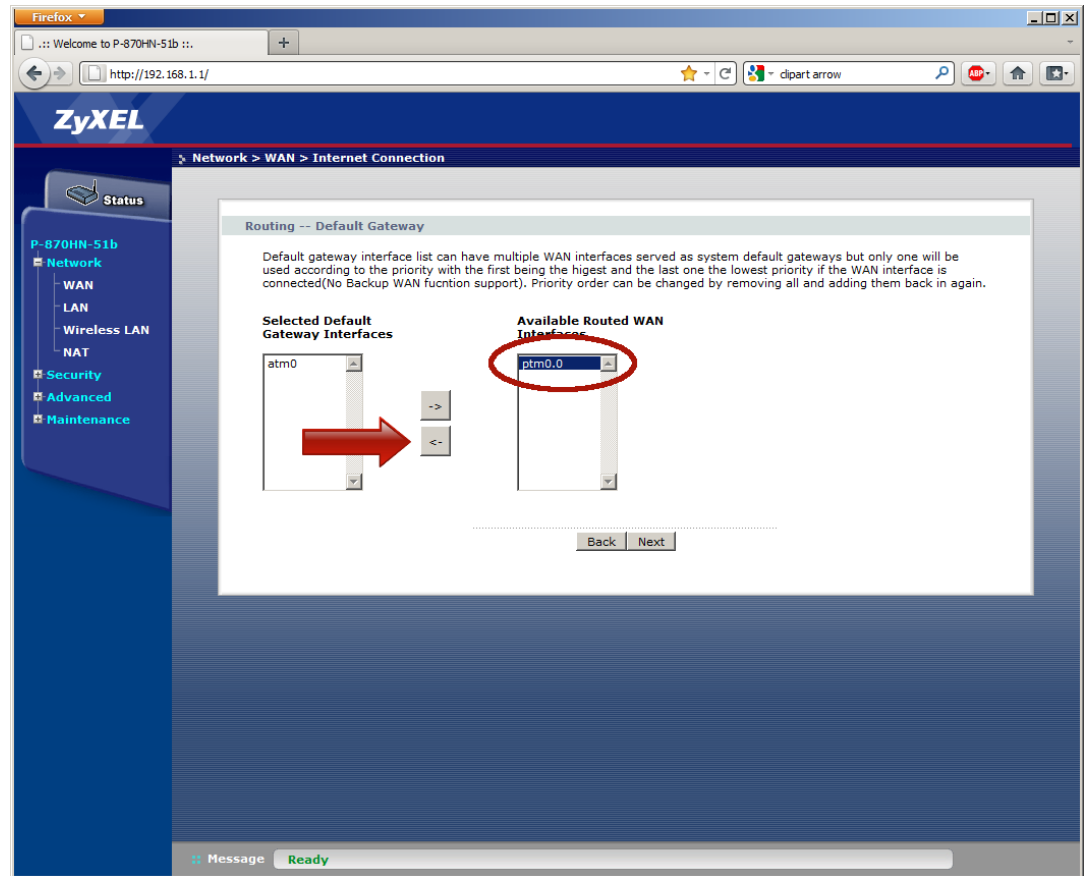 Firefox
.:: Welcome to P-870HN-51b ::.
+
http://192.168.1.1/
clipart arrow
ABP
ZyXEL
Network > WAN > Internet Connection
Status
P-870HN-51b
Network
WAN
LAN
Wireless LAN
NAT
Security
Advanced
Maintenance
Routing -- Default Gateway
Default gateway interface list can have multiple WAN interfaces served as system default gateways but only one will be
used according to the priority with the first being the higest and the last one the lowest priority if the WAN interface is
connected(No Backup WAN fucntion support). Priority order can be changed by removing all and adding them back in again.
Selected Default
Gateway Interfaces
Available Routed WAN
Interfaces
atm0
ptm0.0
->
<-
Back Next
Message Ready